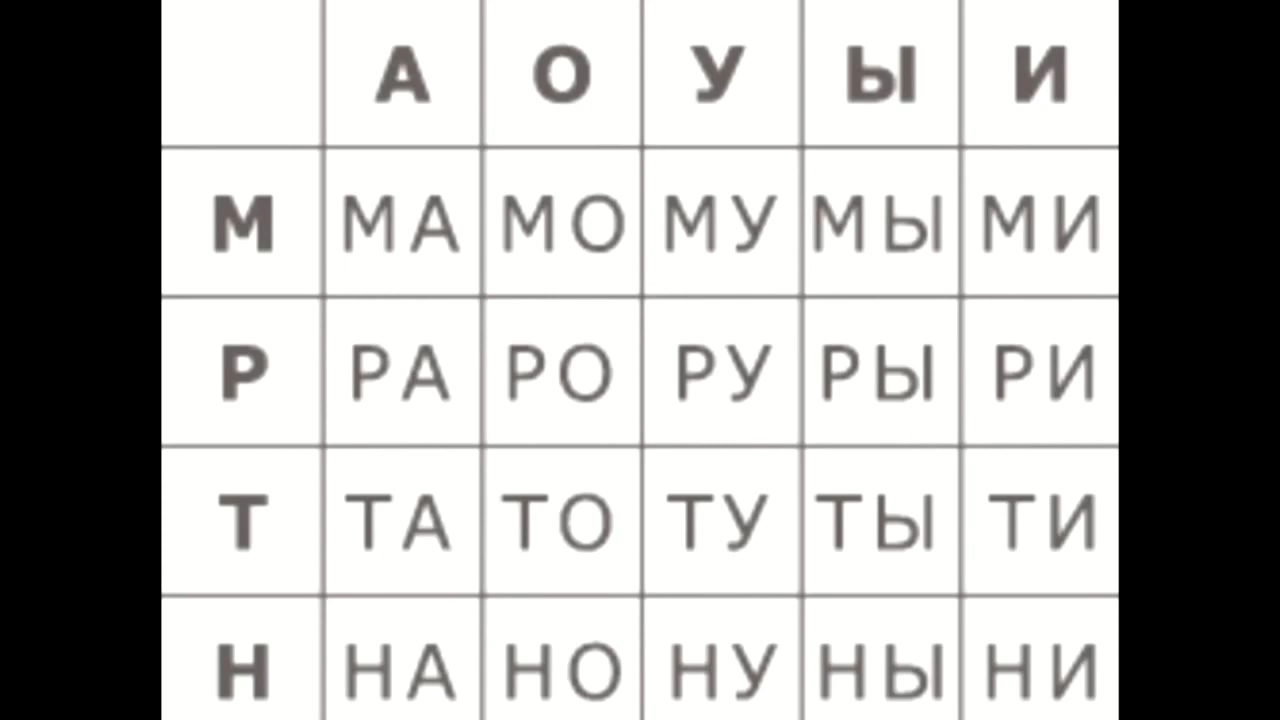 А О У Ы И
М МА МО МУ МЫ МИ
Р РА РО РУ РЫ РИ
Т ТА ТО ТУ ТЫ ТИ
Н НА НО НУ НЫ НИ